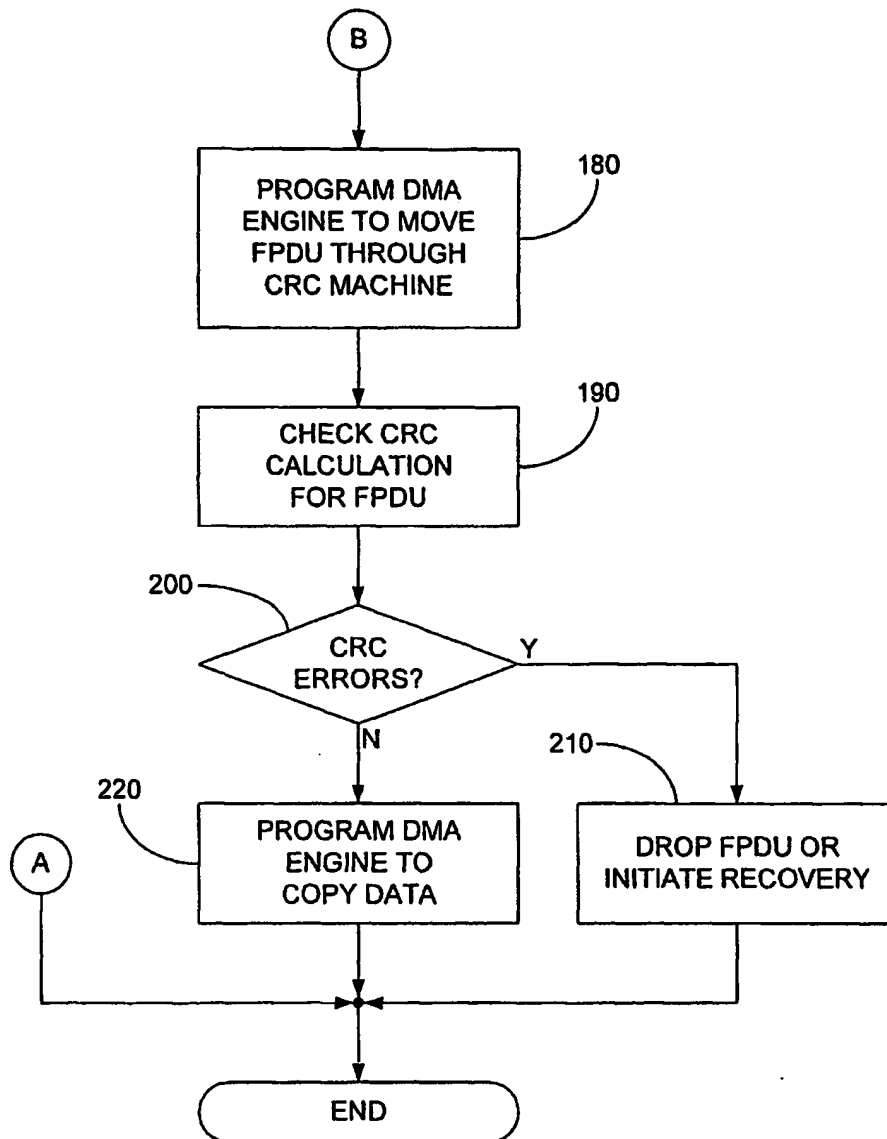 B
PROGRAM DMA
ENGINE TO MOVE
FPDU THROUGH
CRC MACHINE
180
CHECK CRC
CALCULATION
FOR FPDU
190
200
CRC
ERRORS?
Y
N
210
220
A
PROGRAM DMA
ENGINE TO
COPY DATA
DROP FPDU OR
INITIATE RECOVERY
END